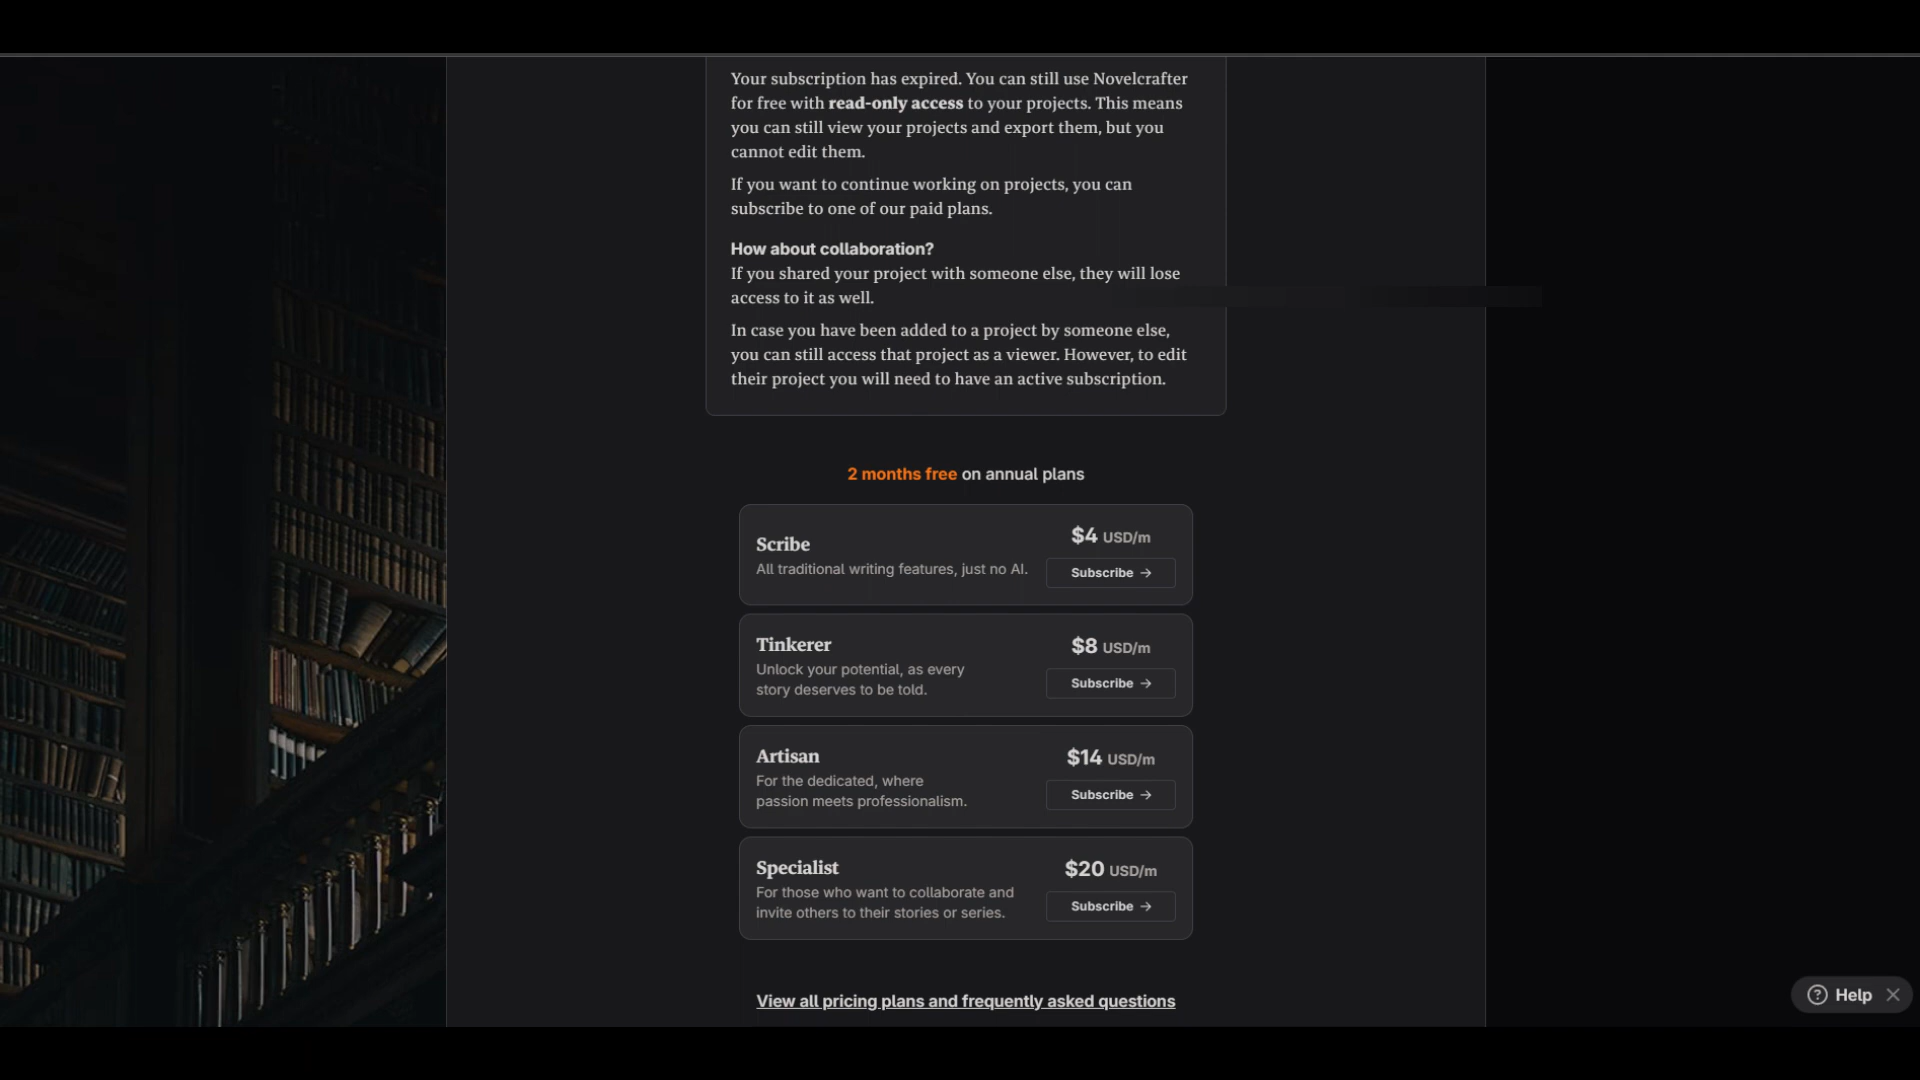 Your subscription has expired. You can still use Novelcrafter
for free with read-only access to your projects. This means
you can still view your projects and export them, but you
cannot edit them.
If you want to continue working on projects, you can
subscribe to one of our paid plans.
How about collaboration?
If you shared your project with someone else, they will lose
access to it as well.
In case you have been added to a project by someone else,
you can still access that project as a viewer. However, to edit
their project you will need to have an active subscription.
2 months free on annual plans
Scribe
All traditional writing features, just no AI.
$4 USD/m
Subscribe →
Tinkerer
Unlock your potential, as every
story deserves to be told.
$8 USD/m
Subscribe →
Artisan
For the dedicated, where
passion meets professionalism.
$14 USD/m
Subscribe →
Specialist
For those who want to collaborate and
invite others to their stories or series.
$20 USD/m
Subscribe →
View all pricing plans and frequently asked questions
Help